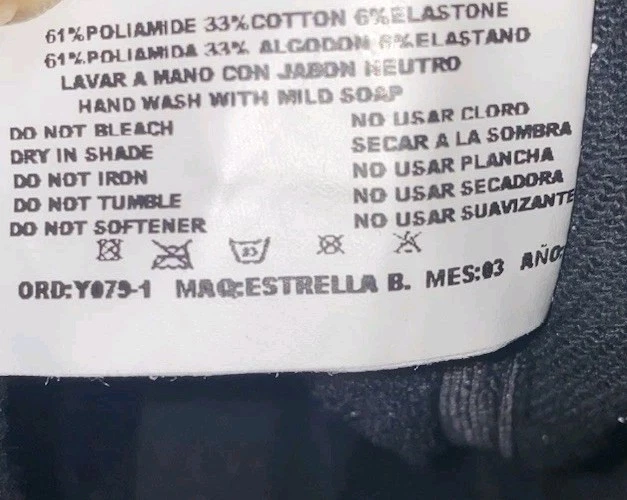 61%POLIAMIDE 33%COTTON 6%ELASTONE
61%POLIAMIDA 33% ALGODON 6%ELASTANO
LAVAR A MANO CON JABON NEUTRO
HAND WASH WITH MILD SOAP
DO NOT BLEACH
DRY IN SHADE
DO NOT IRON
DO NOT TUMBLE
DO NOT SOFTENER
NO USAR CLORO
SECAR A LA SOMBRA
NO USAR PLANCHA
NO USAR SECADORA
NO USAR SUAVIZANTE
ORD:Y079-1 MAQ:ESTRELLA B. MES:03 AÑO